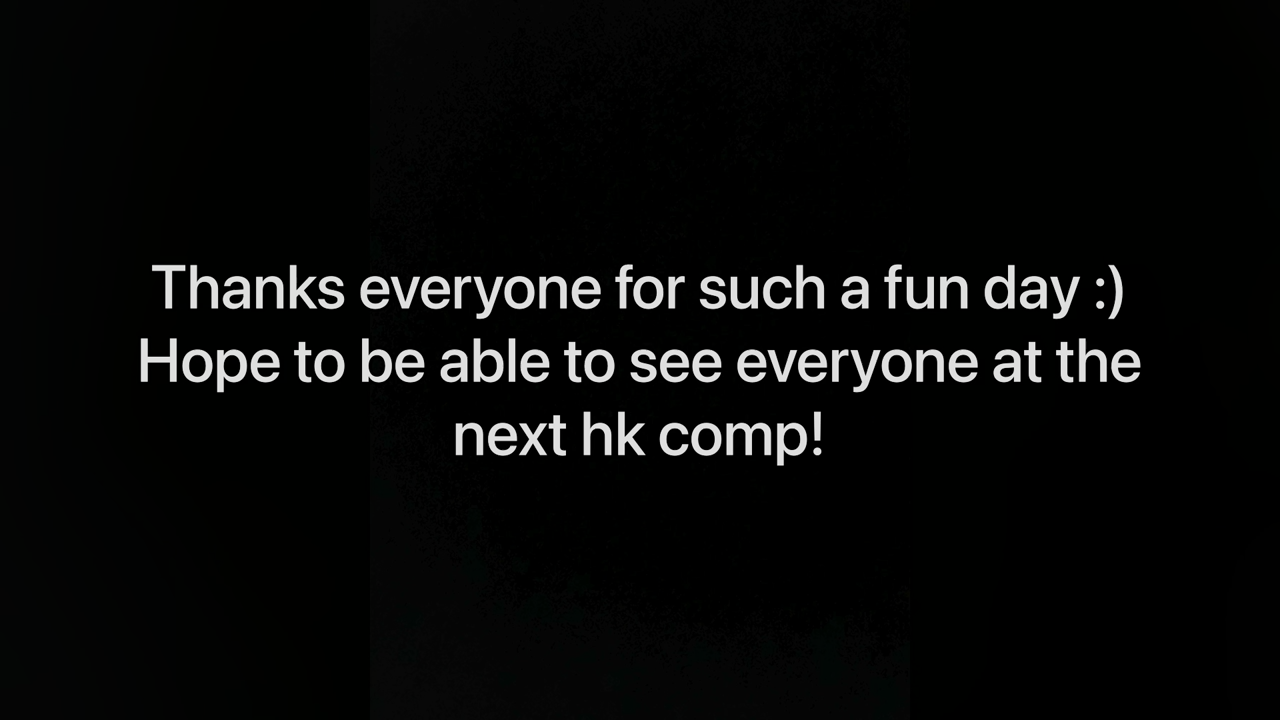 Thanks everyone for such a fun day :)
Hope to be able to see everyone at the
next hk comp!